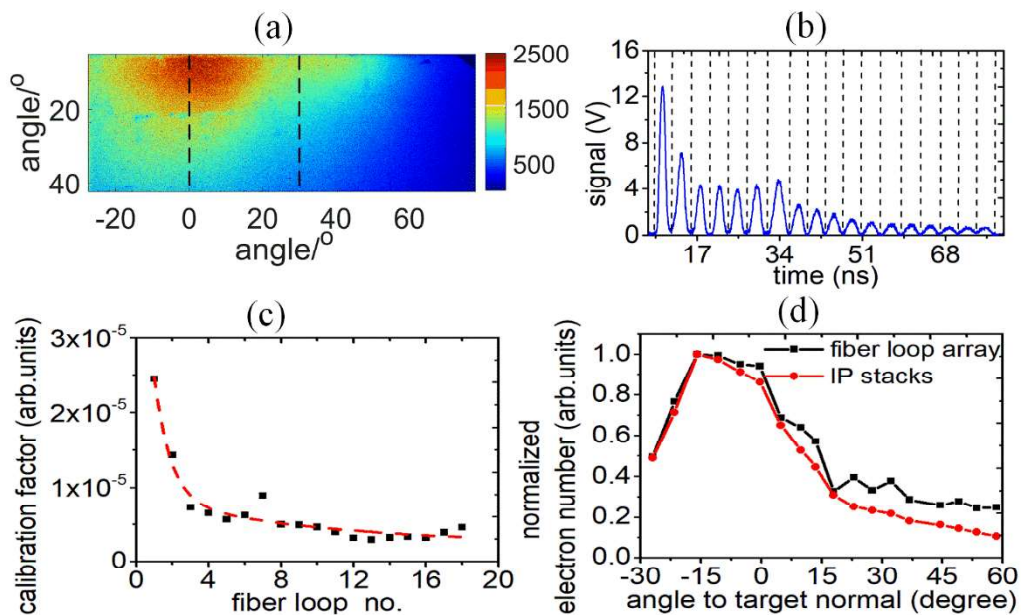 (a)
angle/°
20
40
-20 0 20 40 60
angle/°
2500
1500
500
(b)
signal (V)
16
12
8
4
0
17 34 51 68
time (ns)
(c)
calibration factor (arb.units)
3x10-5
2x10-5
1x10-5
0
0 4 8 12 16 20
fiber loop no.
(d)
normalized
electron number (arb.units)
1.0
0.8
0.6
0.4
0.2
0.0
fiber loop array
IP stacks
-30 -15 0 15 30 45 60
angle to target normal (degree)